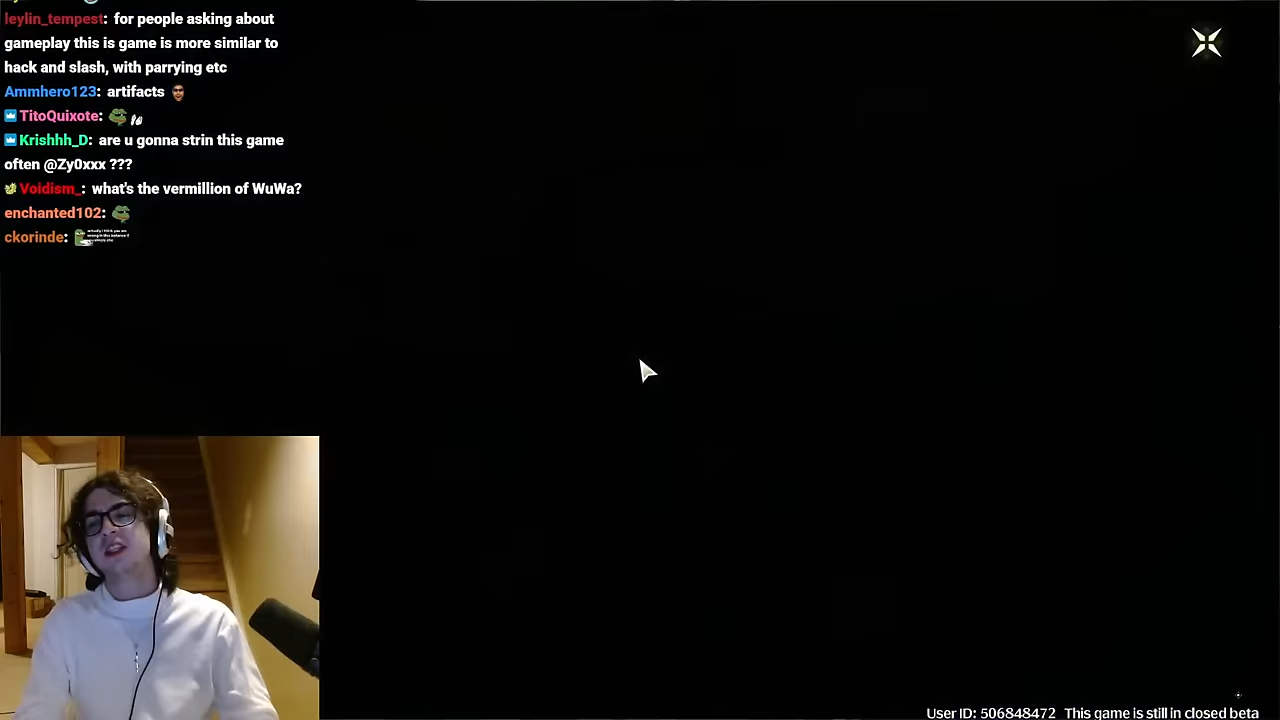 leylin_tempest: for people asking about
gameplay this is game is more similar to
hack and slash, with parrying etc
Ammhero123: artifacts
TitoQuixote:
Krishhh_D: are u gonna strin this game
often @Zy0xxx ???
Voidism_: what's the vermillion of WuWa?
enchanted102:
ckorinde:
User ID: 506848472 This game is still in closed beta